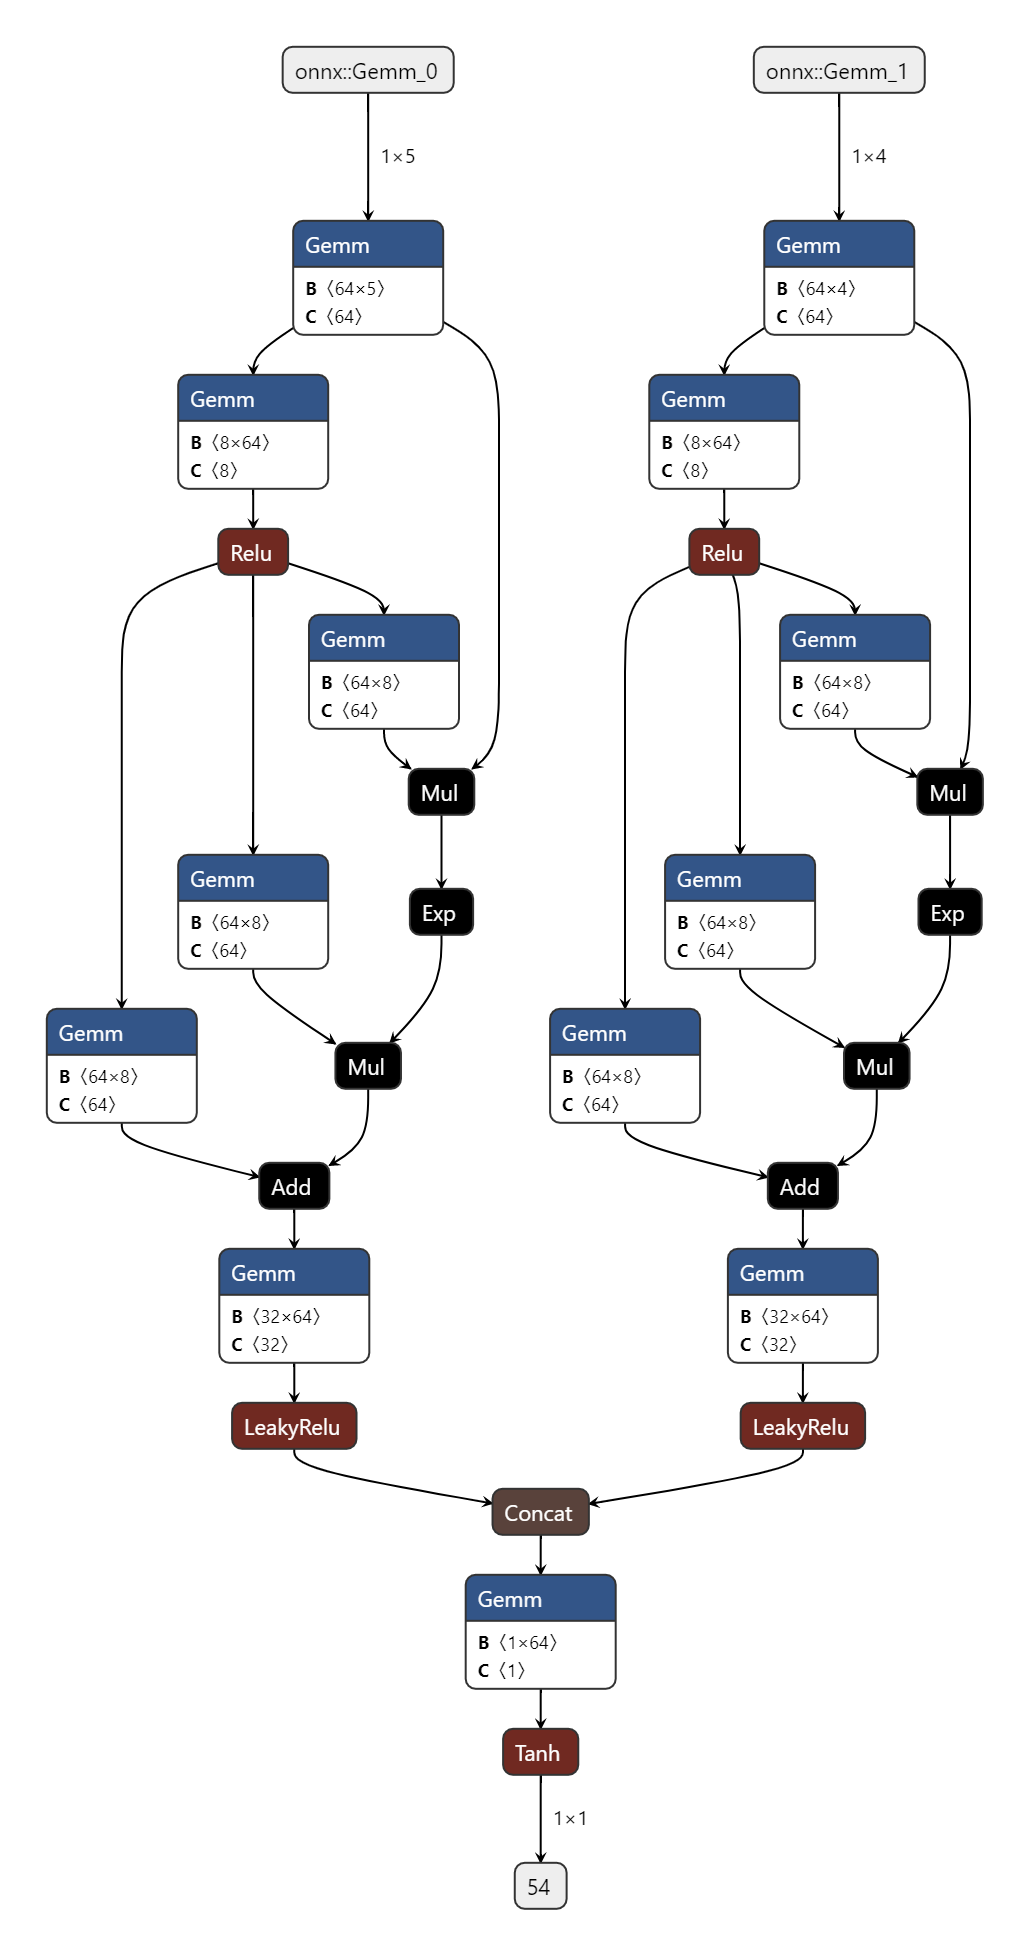 onnx::Gemm_0
onnx::Gemm_1
1×5
1×4
Gemm
B 〈64×5〉
C 〈64〉
Gemm
B 〈64×4〉
C 〈64〉
Gemm
B 〈8×64〉
C 〈8〉
Gemm
B 〈8×64〉
C 〈8〉
Relu
Relu
Gemm
B 〈64×8〉
C 〈64〉
Gemm
B 〈64×8〉
C 〈64〉
Mul
Mul
Gemm
B 〈64×8〉
C 〈64〉
Exp
Gemm
B 〈64×8〉
C 〈64〉
Exp
Gemm
B 〈64×8〉
C 〈64〉
Mul
Gemm
B 〈64×8〉
C 〈64〉
Mul
Add
Add
Gemm
B 〈32×64〉
C 〈32〉
Gemm
B 〈32×64〉
C 〈32〉
LeakyRelu
LeakyRelu
Concat
Gemm
B 〈1×64〉
C 〈1〉
Tanh
1×1
54